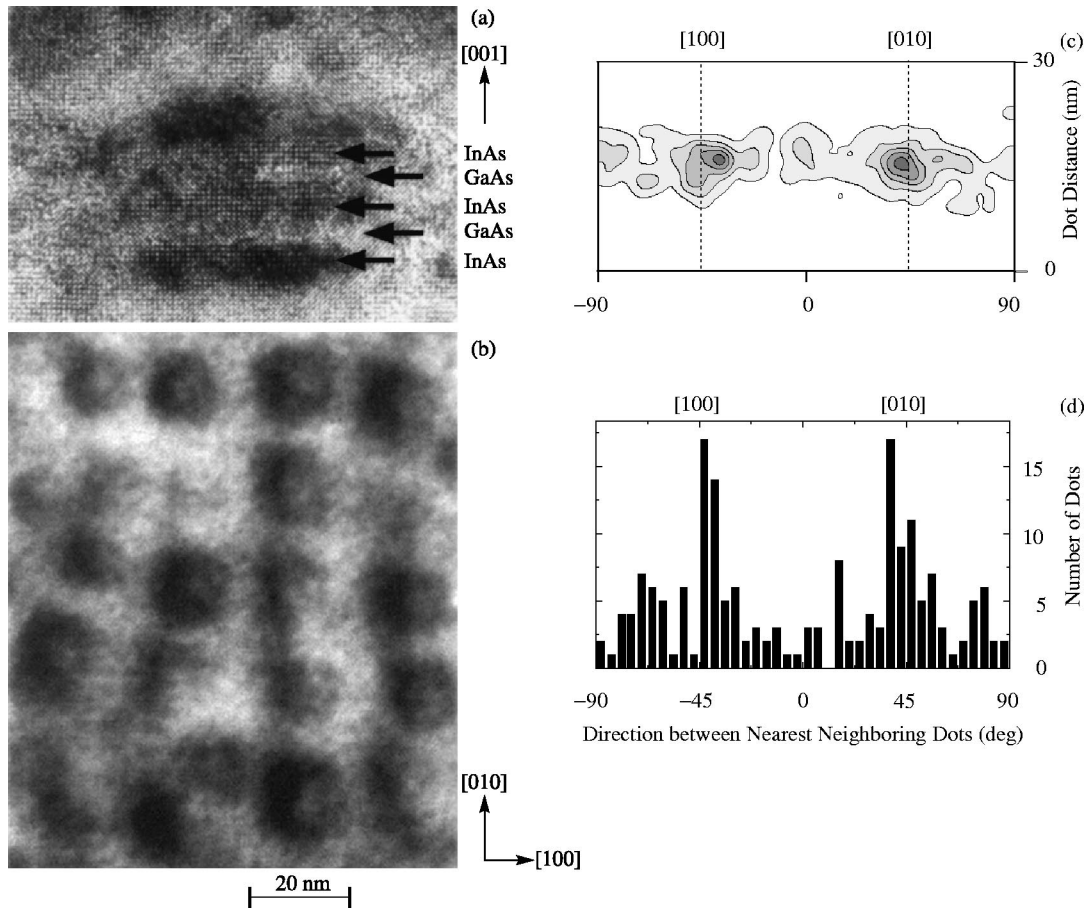 (a)
[001]
InAs
GaAs
InAs
GaAs
InAs
(b)
[010]
[100]
20 nm
(c)
[100] [010]
30
Dot Distance (nm)
0
−90 0 90
(d)
[100] [010]
15
10
5
0
Number of Dots
−90 −45 0 45 90
Direction between Nearest Neighboring Dots (deg)